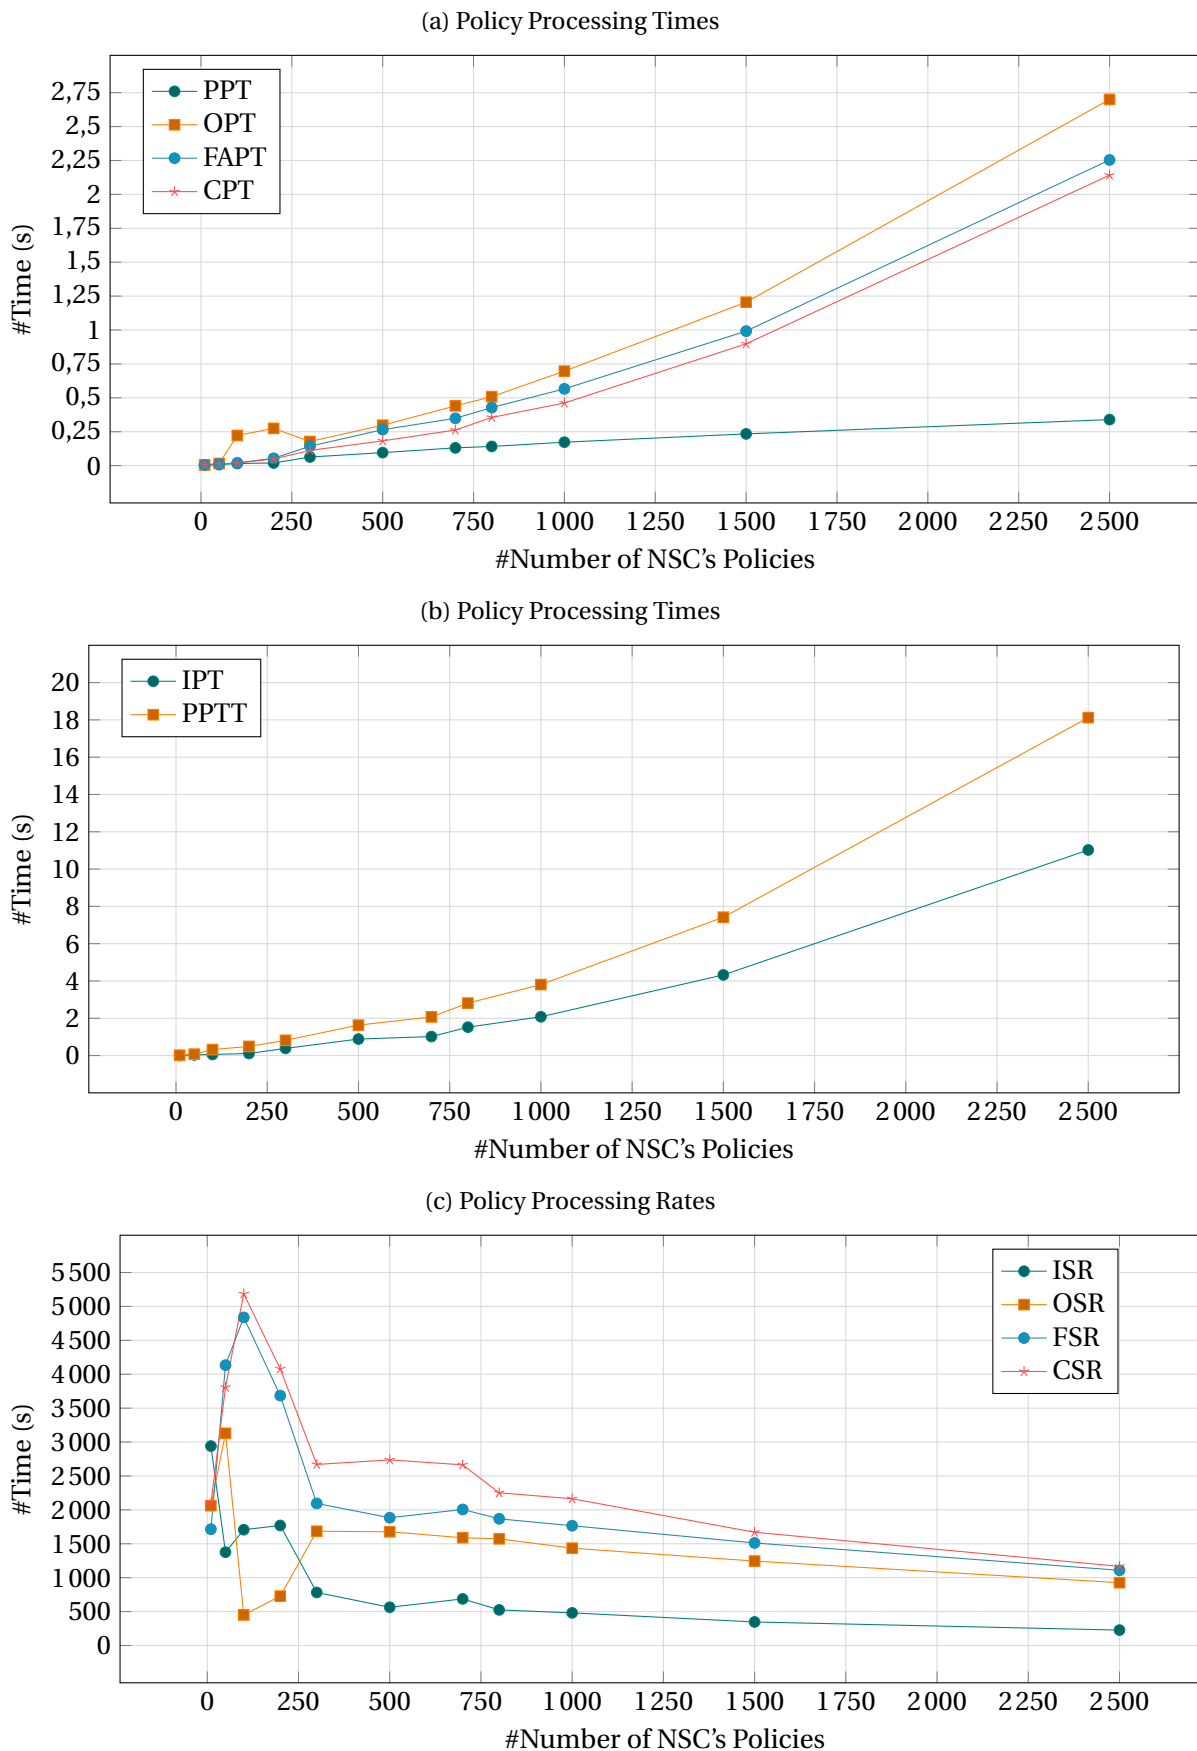 (a) Policy Processing Times
PPT
OPT
FAPT
CPT
2,75
2,5
2,25
2
1,75
1,5
1,25
1
0,75
0,5
0,25
0
#Time (s)
0 250 500 750 1 000 1 250 1 500 1 750 2 000 2 250 2 500
#Number of NSC's Policies
(b) Policy Processing Times
IPT
PPTT
20
18
16
14
12
10
8
6
4
2
0
#Time (s)
0 250 500 750 1 000 1 250 1 500 1 750 2 000 2 250 2 500
#Number of NSC's Policies
(c) Policy Processing Rates
ISR
OSR
FSR
CSR
5 500
5 000
4 500
4 000
3 500
3 000
2 500
2 000
1 500
1 000
500
0
#Time (s)
0 250 500 750 1 000 1 250 1 500 1 750 2 000 2 250 2 500
#Number of NSC's Policies